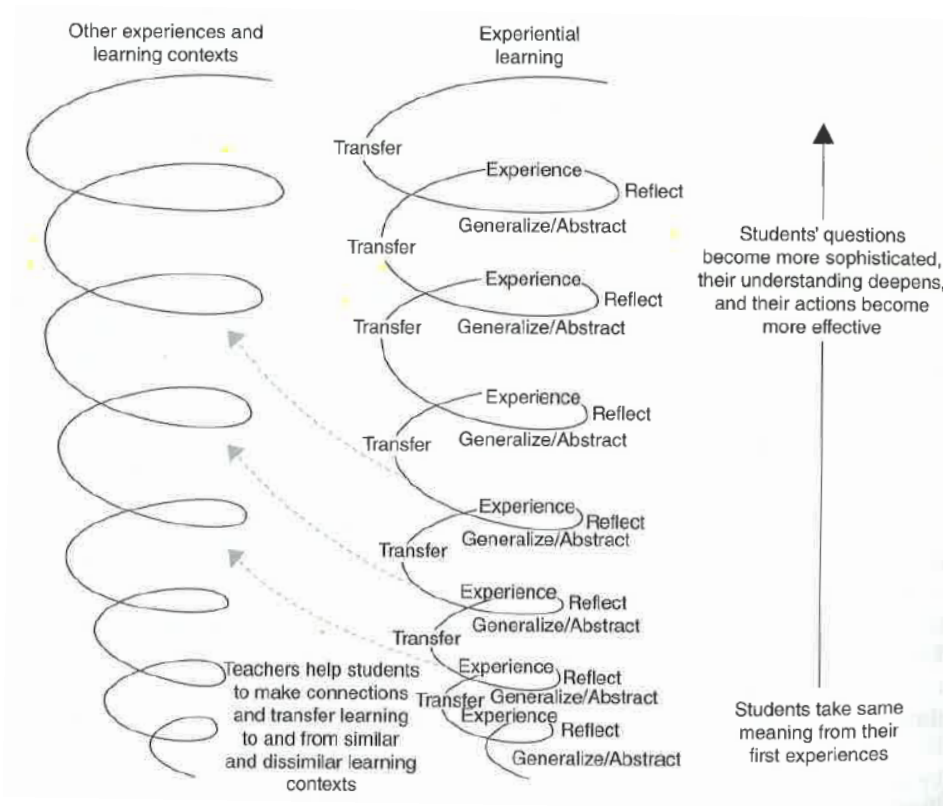 Other experiences and
learning contexts
Experiential
learning
Transfer
Experience
Reflect
Generalize/Abstract
Transfer
Experience
Reflect
Generalize/Abstract
Transfer
Experience
Reflect
Generalize/Abstract
Transfer
Experience
Reflect
Generalize/Abstract
Transfer
Experience
Reflect
Generalize/Abstract
Transfer
Experience
Reflect
Generalize/Abstract
Transfer
Experience
Reflect
Generalize/Abstract
Teachers help students
to make connections
and transfer learning
to and from similar
and dissimilar learning
contexts
Students' questions
become more sophisticated,
their understanding deepens,
and their actions become
more effective
Students take same
meaning from their
first experiences